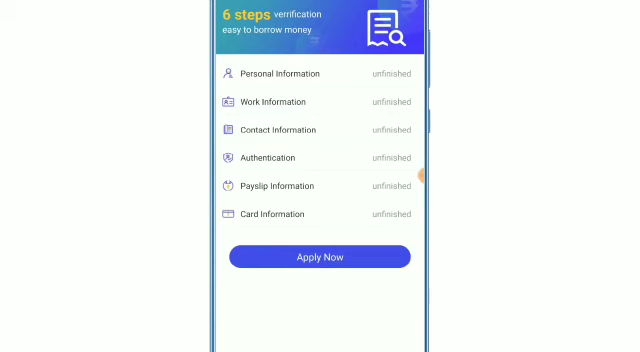 6 steps verrification
easy to borrow money
Personal Information unfinished
Work Information unfinished
Contact Information unfinished
Authentication unfinished
Payslip Information unfinished
Card Information unfinished
Apply Now